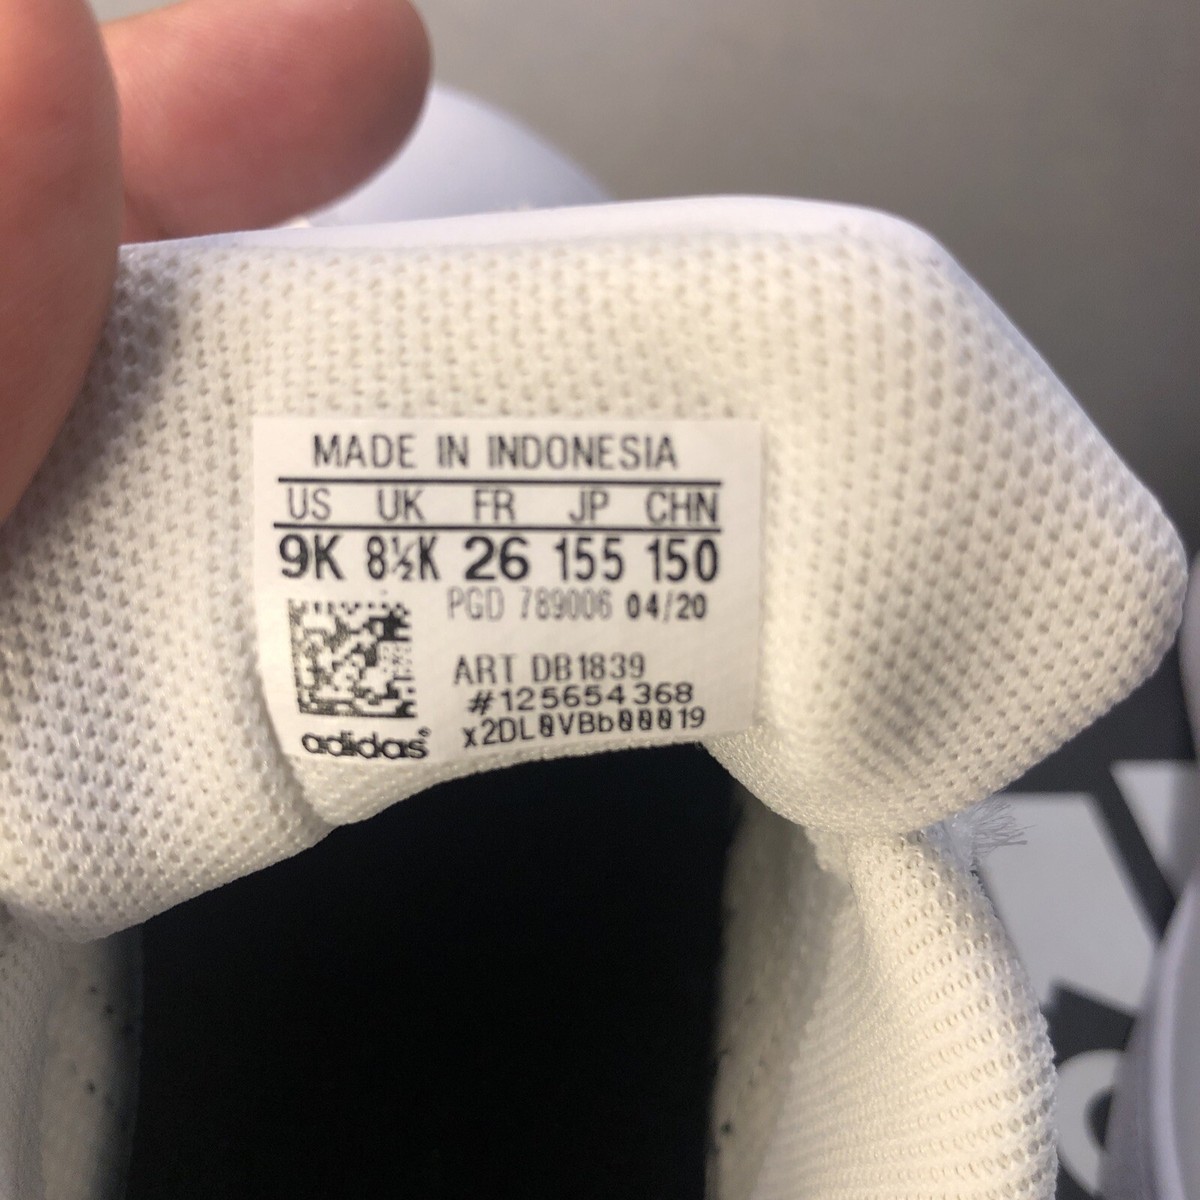 MADE IN INDONESIA
US UK FR JP CHN
9K 8½K 26 155 150
PGD 789006 04/20
ART DB1839
#125654368
x2DL0VBb00019
adidas